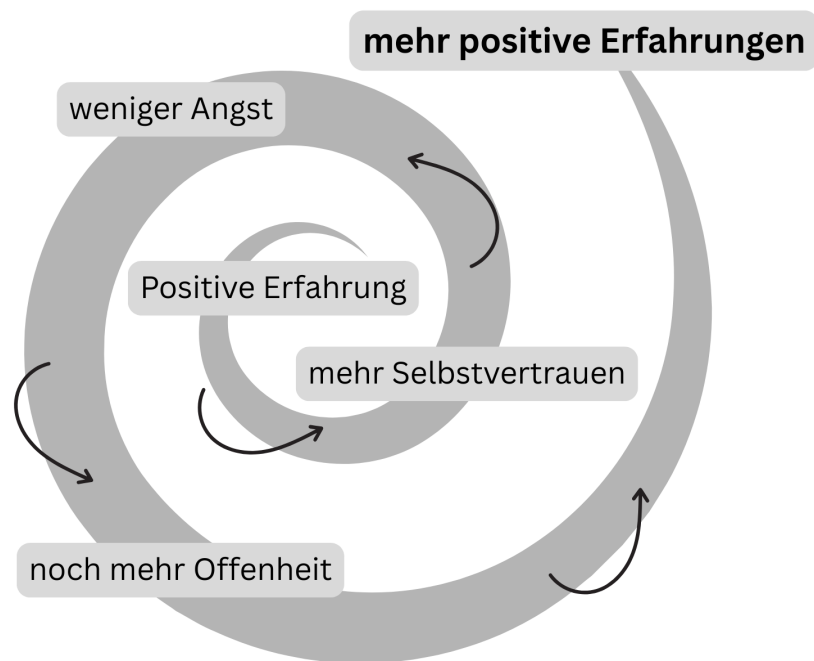 mehr positive Erfahrungen
weniger Angst
Positive Erfahrung
mehr Selbstvertrauen
noch mehr Offenheit